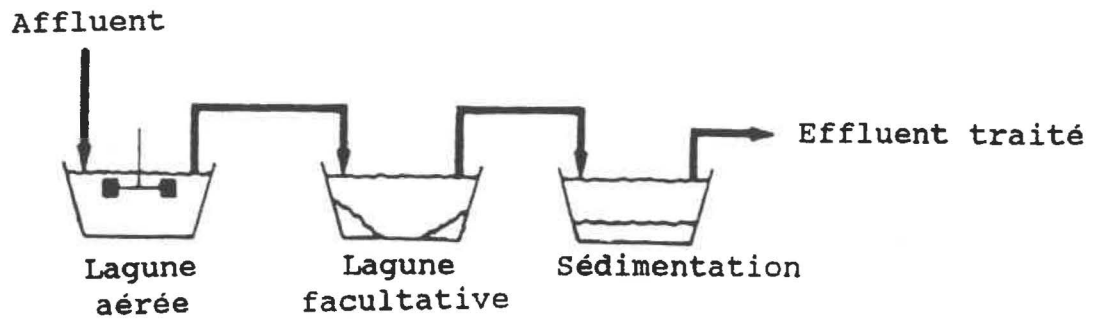 Affluent
Effluent traité
Lagune
aérée
Lagune
facultative
Sédimentation